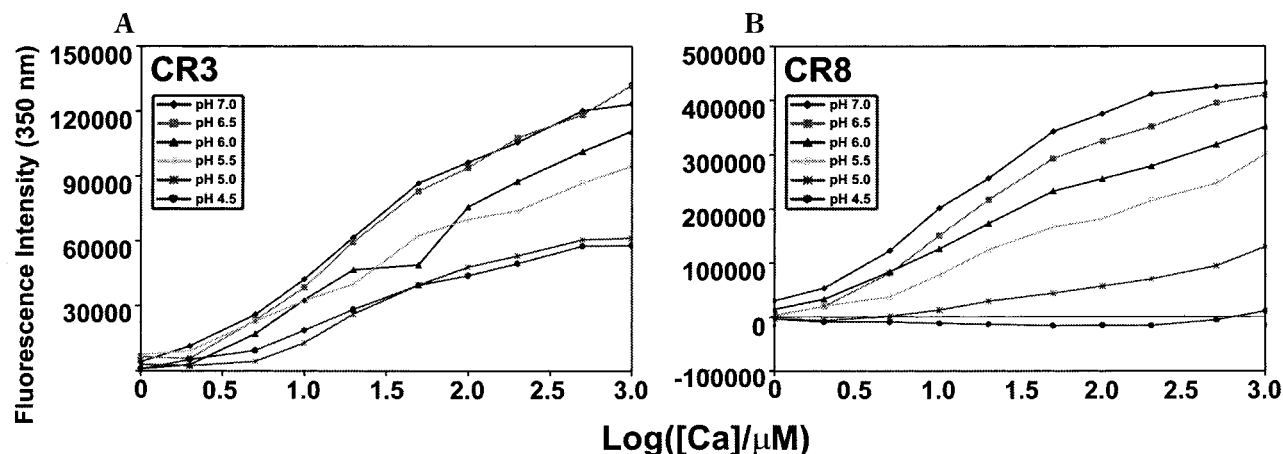 A
B
Fluorescence Intensity (350 nm)
150000
120000
90000
60000
30000
CR3
pH 7.0
pH 6.5
pH 6.0
pH 5.5
pH 5.0
pH 4.5
0
0.5
1.0
1.5
2.0
2.5
3.0
500000
400000
300000
200000
100000
0
-100000
CR8
pH 7.0
pH 6.5
pH 6.0
pH 5.5
pH 5.0
pH 4.5
0
0.5
1.0
1.5
2.0
2.5
3.0
Log([Ca]/μM)